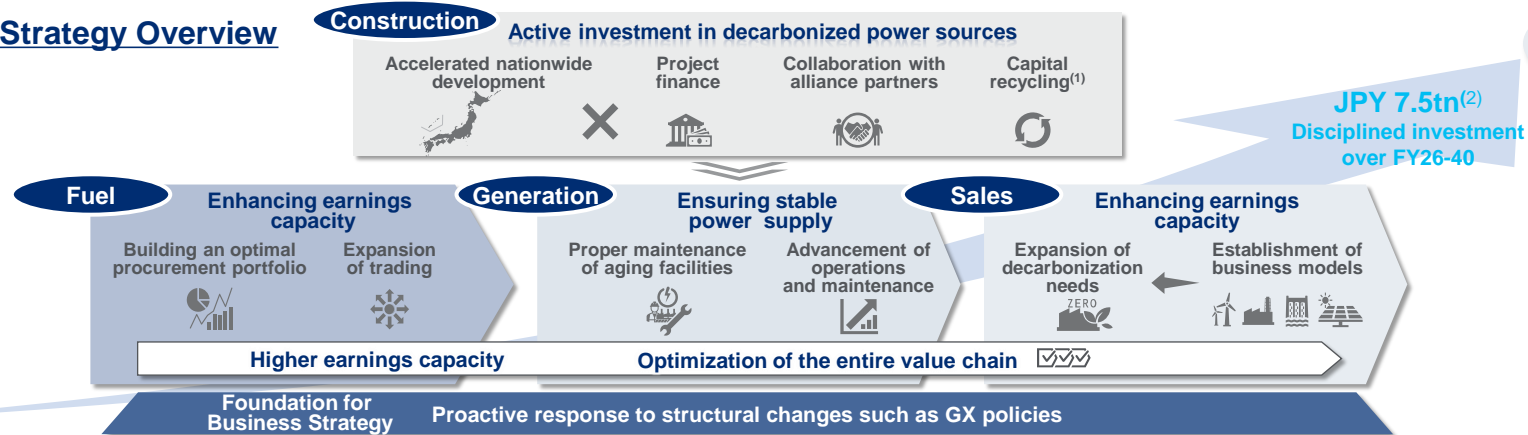 Strategy Overview
Construction
Active investment in decarbonized power sources
Accelerated nationwide
development
Project
finance
Collaboration with
alliance partners
Capital
recycling(1)
JPY 7.5tn(2)
Disciplined investment
over FY26-40
Fuel
Enhancing earnings
capacity
Building an optimal
procurement portfolio
Expansion
of trading
Generation
Ensuring stable
power supply
Proper maintenance
of aging facilities
Advancement of
operations
and maintenance
Sales
Enhancing earnings
capacity
Expansion of
decarbonization
needs
ZERO
Establishment of
business models
Higher earnings capacity
Optimization of the entire value chain
Foundation for
Business Strategy
Proactive response to structural changes such as GX policies